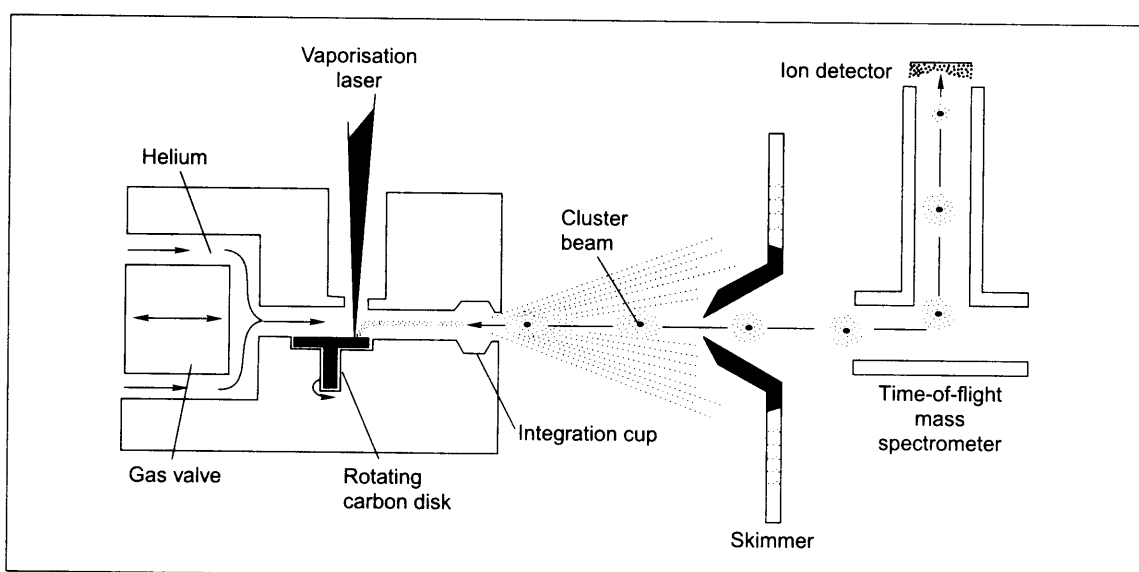 Vaporisation
laser
Ion detector
Helium
Cluster
beam
Integration cup
Time-of-flight
mass
spectrometer
Gas valve
Rotating
carbon disk
Skimmer